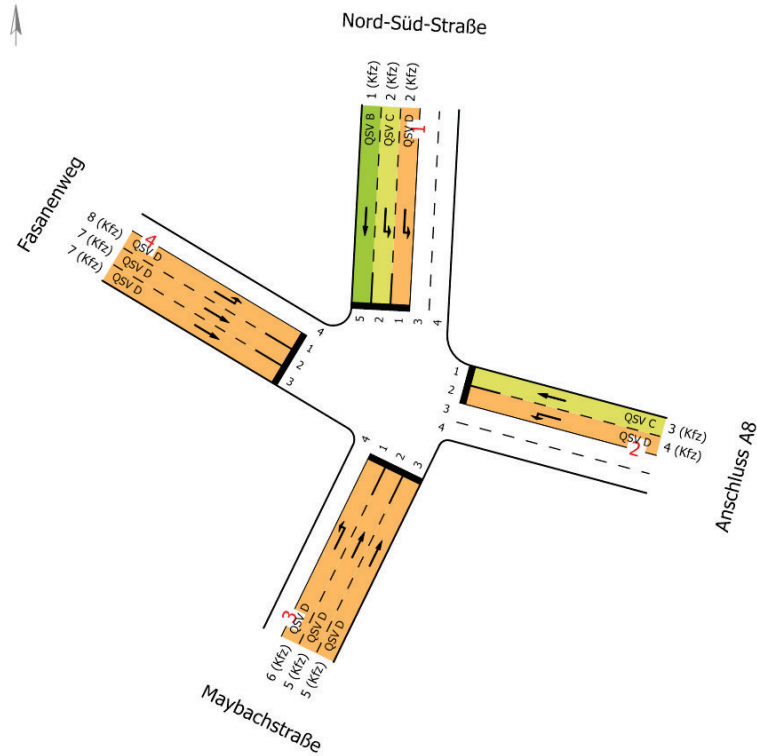 Nord-Süd-Straße
1 (Kfz)
2 (Kfz)
2 (Kfz)
QSV B
QSV C
QSV D
1
5
2
1
3
4
Fasanenweg
8 (Kfz)
7 (Kfz)
7 (Kfz)
4
QSV D
QSV D
QSV D
4
1
2
3
1
2
3
4
QSV C
QSV D
2
3 (Kfz)
4 (Kfz)
Anschluss A8
4
1
2
3
3
QSV D
QSV D
QSV D
6 (Kfz)
5 (Kfz)
5 (Kfz)
Maybachstraße